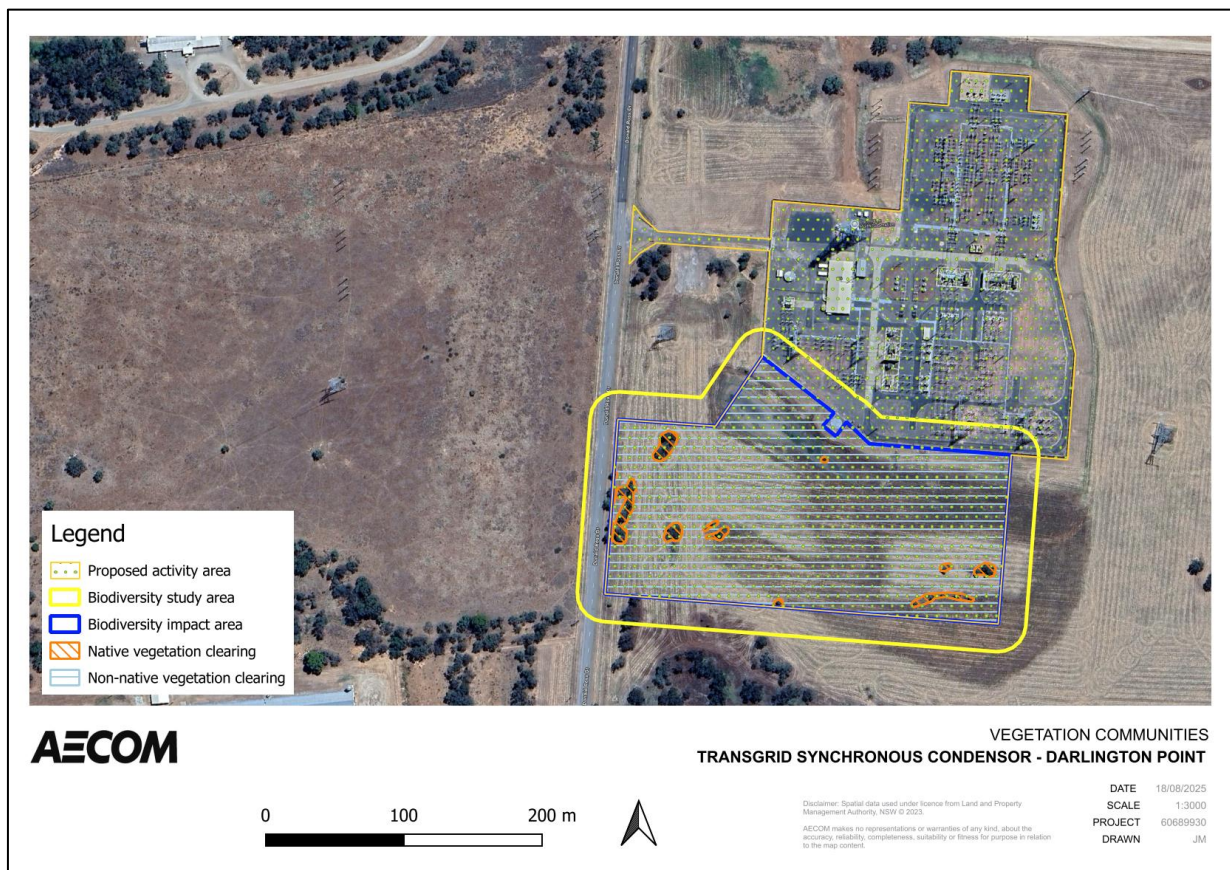 Legend
Proposed activity area
Biodiversity study area
Biodiversity impact area
Native vegetation clearing
Non-native vegetation clearing
AECOM
0 100 200 m
VEGETATION COMMUNITIES
TRANSGRID SYNCHRONOUS CONDENSOR - DARLINGTON POINT
Disclaimer: Spatial data used under licence from Land and Property
Management Authority, NSW © 2023.
AECOM makes no representations or warranties of any kind, about the
accuracy, reliability, completeness, suitability or fitness for purpose in relation
to the map content.
DATE 18/08/2025
SCALE 1:3000
PROJECT 60689930
DRAWN JM